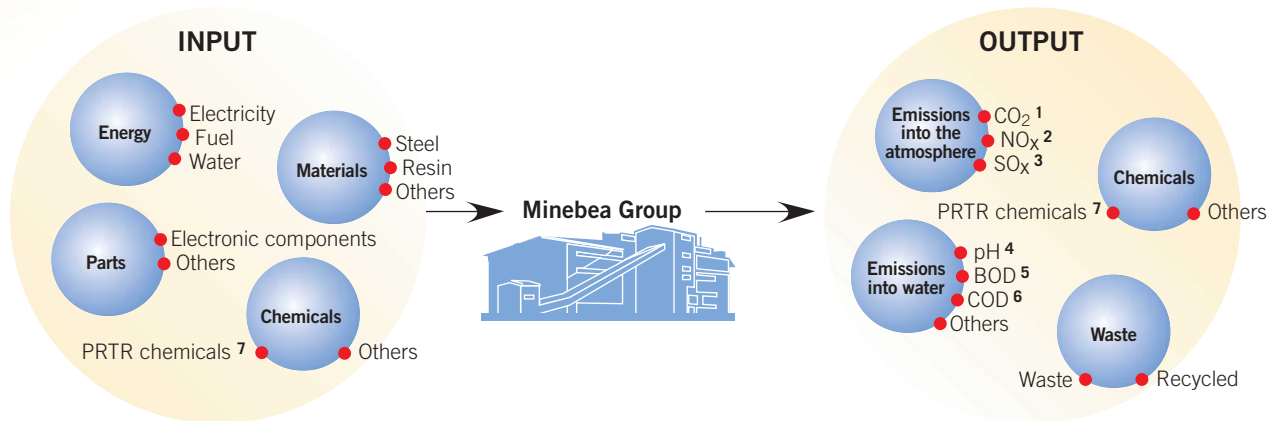 INPUT
Energy
Electricity
Fuel
Water
Materials
Steel
Resin
Others
Parts
Electronic components
Others
Chemicals
PRTR chemicals 7
Others
Minebea Group
OUTPUT
Emissions
into the
atmosphere
CO2 1
NOx 2
SOx 3
Chemicals
PRTR chemicals 7
Others
Emissions
into water
pH 4
BOD 5
COD 6
Others
Waste
Waste
Recycled